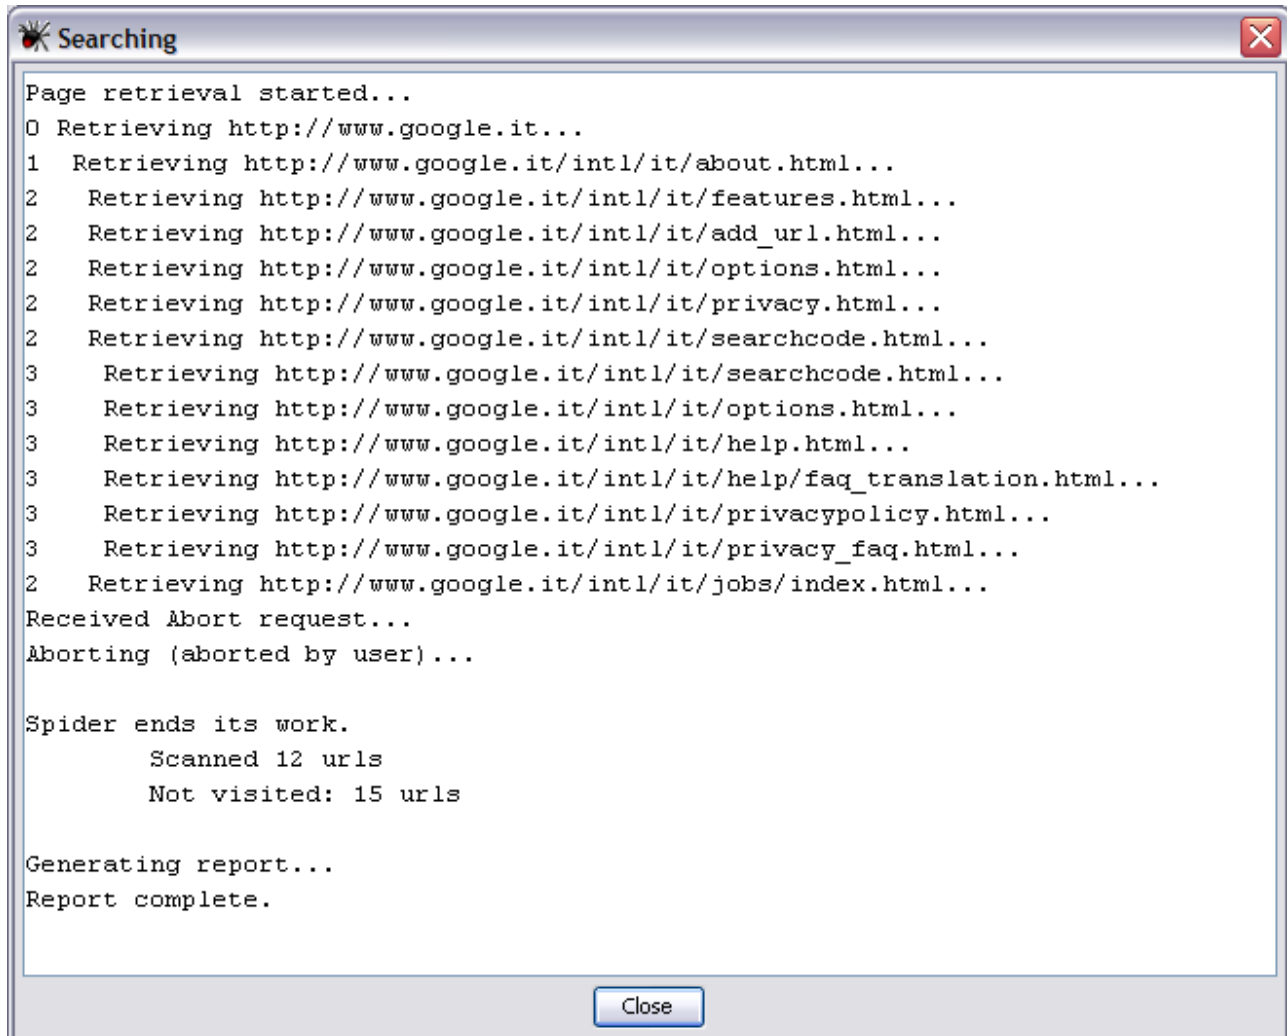 Searching
Page retrieval started...
0 Retrieving http://www.google.it...
1  Retrieving http://www.google.it/intl/it/about.html...
2   Retrieving http://www.google.it/intl/it/features.html...
2   Retrieving http://www.google.it/intl/it/add_url.html...
2   Retrieving http://www.google.it/intl/it/options.html...
2   Retrieving http://www.google.it/intl/it/privacy.html...
2   Retrieving http://www.google.it/intl/it/searchcode.html...
3    Retrieving http://www.google.it/intl/it/searchcode.html...
3    Retrieving http://www.google.it/intl/it/options.html...
3    Retrieving http://www.google.it/intl/it/help.html...
3    Retrieving http://www.google.it/intl/it/help/faq_translation.html...
3    Retrieving http://www.google.it/intl/it/privacypolicy.html...
3    Retrieving http://www.google.it/intl/it/privacy_faq.html...
2   Retrieving http://www.google.it/intl/it/jobs/index.html...
Received Abort request...
Aborting (aborted by user)...
Spider ends its work.
Scanned 12 urls
Not visited: 15 urls
Generating report...
Report complete.
Close